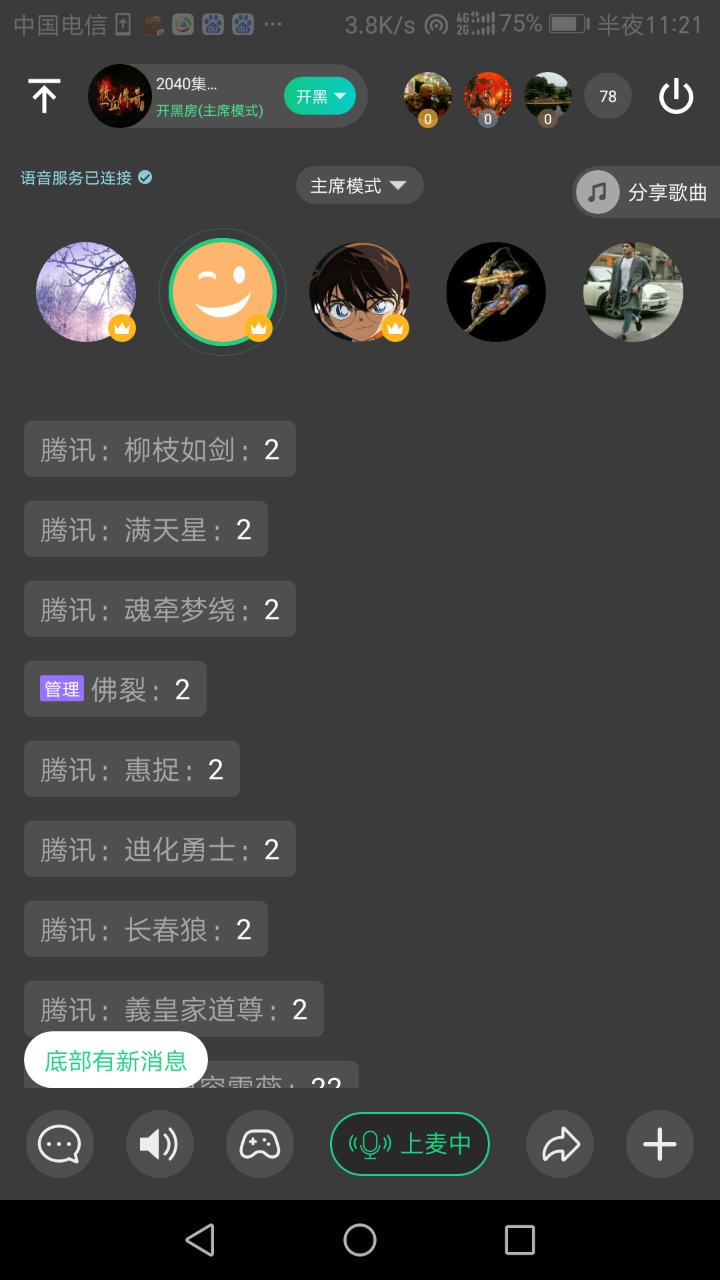 中国电信 3.8K/s 4G 2G 75% 半夜11:21
热血传奇 2040集...
开黑房(主席模式) 开黑 0 0 0 78
语音服务已连接 主席模式 分享歌曲
腾讯：柳枝如剑：2
腾讯：满天星：2
腾讯：魂牵梦绕：2
管理 佛裂：2
腾讯：惠捉：2
腾讯：迪化勇士：2
腾讯：长春狼：2
腾讯：義皇家道尊：2
底部有新消息
上麦中